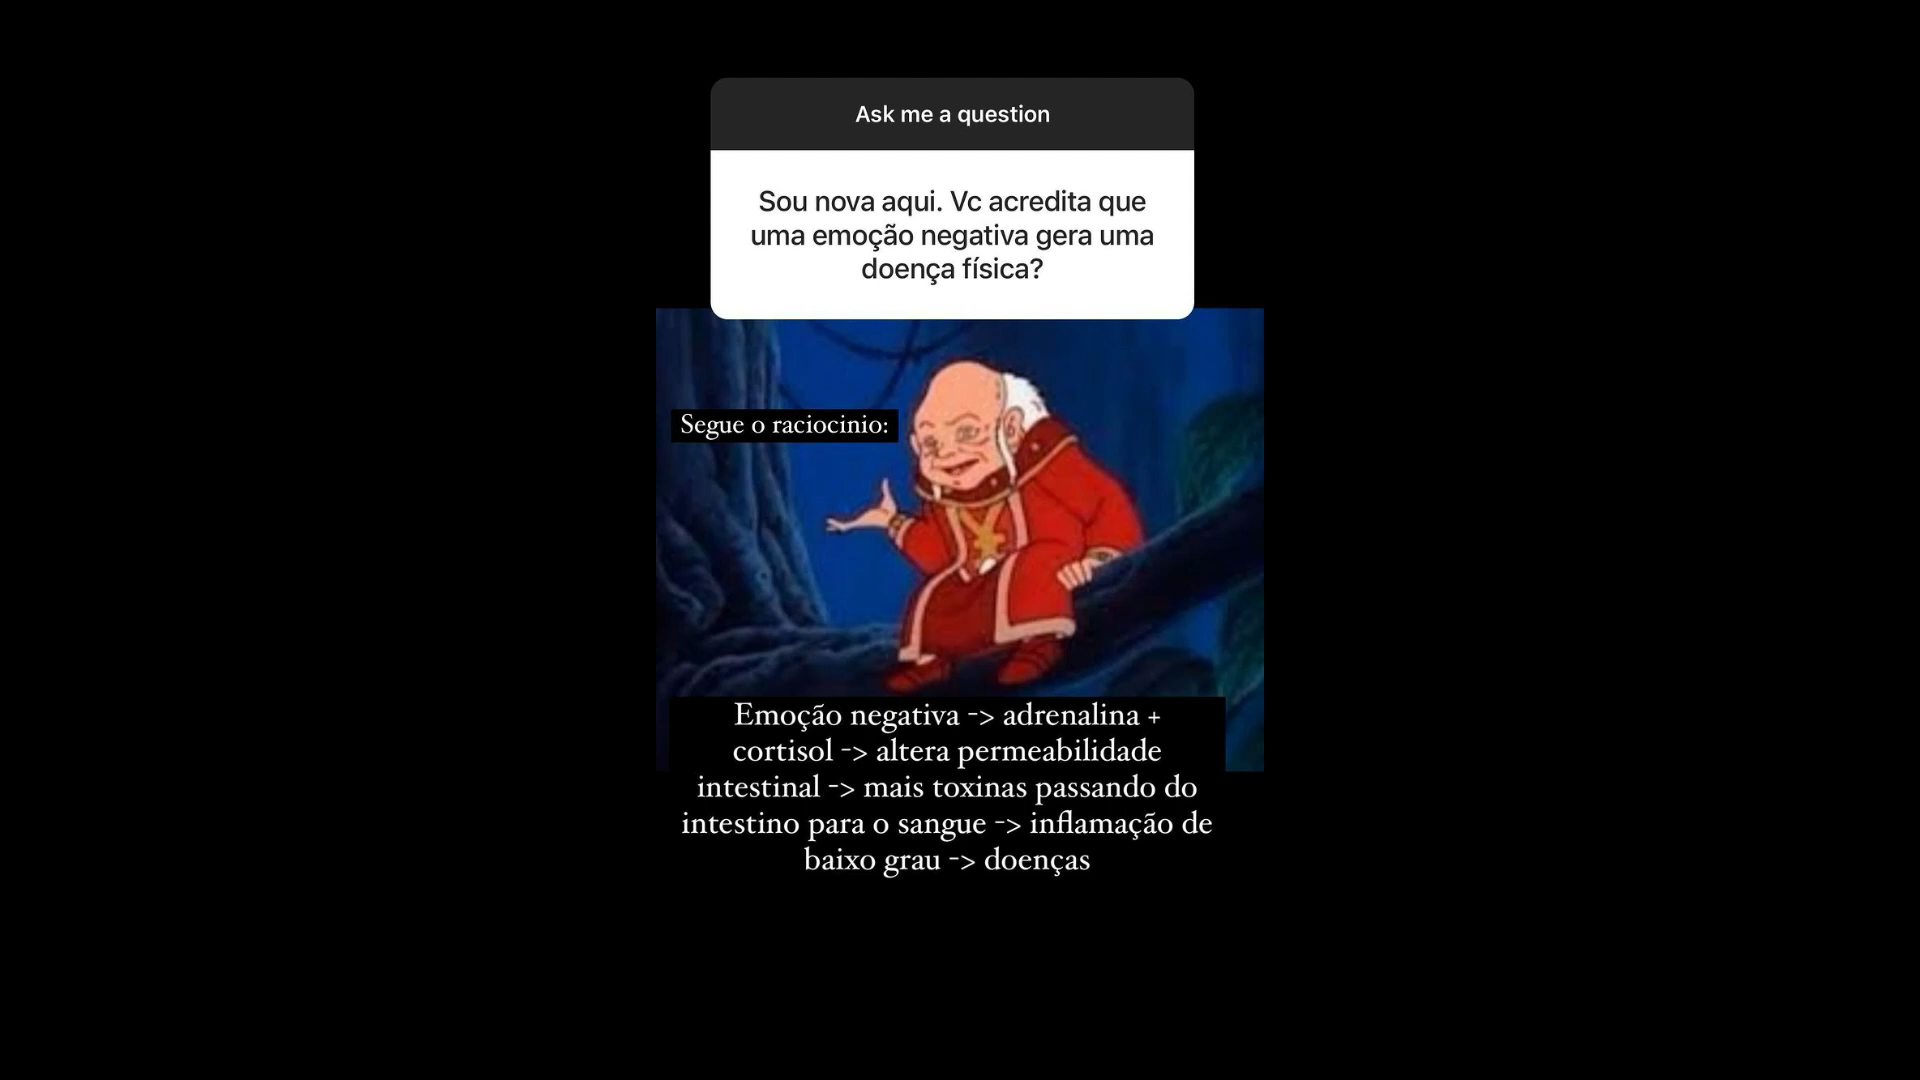 Ask me a question
Sou nova aqui. Vc acredita que
uma emoção negativa gera uma
doença física?
Segue o raciocinio:
Emoção negativa -> adrenalina +
cortisol -> altera permeabilidade
intestinal -> mais toxinas passando do
intestino para o sangue -> inflamação de
baixo grau -> doenças